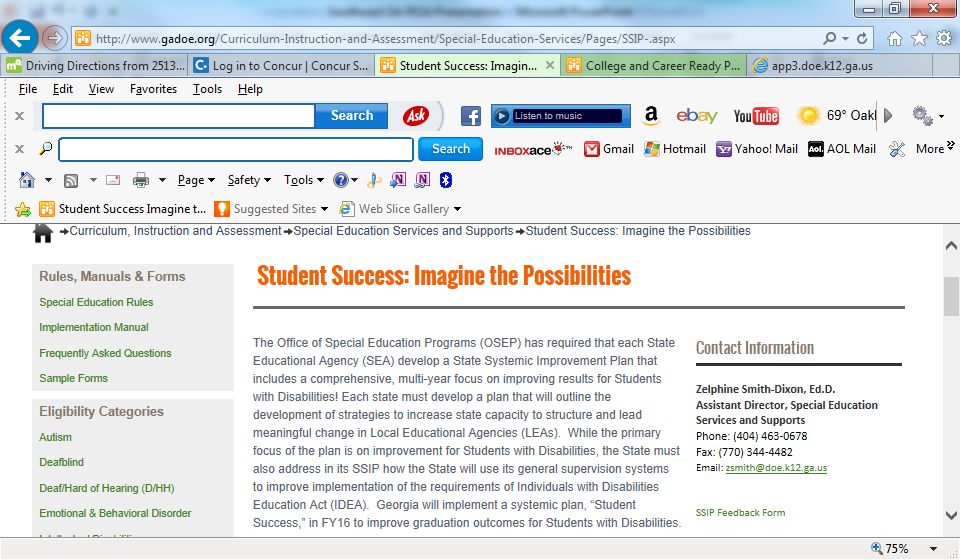 Southwest GA PESA Presentation - Microsoft PowerPoint
http://www.gadoe.org/Curriculum-Instruction-and-Assessment/Special-Education-Services/Pages/SSIP-.aspx
Driving Directions from 2513... Log in to Concur | Concur S... Student Success: Imagin... College and Career Ready P... app3.doe.k12.ga.us
File Edit View Favorites Tools Help
Search Ask Listen to music a ebay YouTube 69° Oakl
Search INBOXACE Gmail Hotmail Yahoo! Mail Aol. AOL Mail More
Page Safety Tools
Student Success Imagine t... Suggested Sites Web Slice Gallery
Curriculum, Instruction and Assessment Special Education Services and Supports Student Success: Imagine the Possibilities
Rules, Manuals & Forms
Special Education Rules
Implementation Manual
Frequently Asked Questions
Sample Forms
Eligibility Categories
Autism
Deafblind
Deaf/Hard of Hearing (D/HH)
Emotional & Behavioral Disorder
Student Success: Imagine the Possibilities
The Office of Special Education Programs (OSEP) has required that each State
Educational Agency (SEA) develop a State Systemic Improvement Plan that
includes a comprehensive, multi-year focus on improving results for Students
with Disabilities! Each state must develop a plan that will outline the
development of strategies to increase state capacity to structure and lead
meaningful change in Local Educational Agencies (LEAs). While the primary
focus of the plan is on improvement for Students with Disabilities, the State must
also address in its SSIP how the State will use its general supervision systems
to improve implementation of the requirements of Individuals with Disabilities
Education Act (IDEA). Georgia will implement a systemic plan, “Student
Success,” in FY16 to improve graduation outcomes for Students with Disabilities.
Contact Information
Zelphine Smith-Dixon, Ed.D.
Assistant Director, Special Education
Services and Supports
Phone: (404) 463-0678
Fax: (770) 344-4482
Email: zsmith@doe.k12.ga.us
SSIP Feedback Form
75%